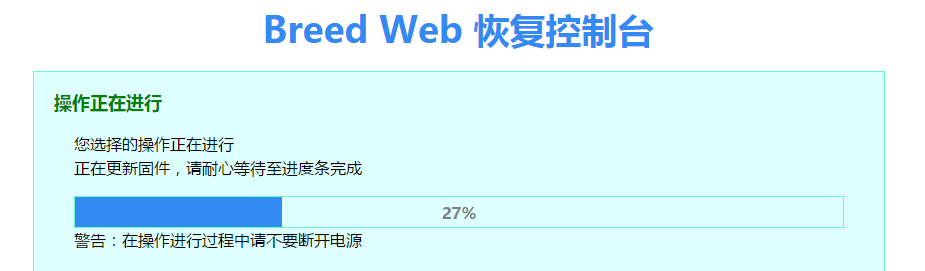 Breed Web 恢复控制台
操作正在进行
您选择的操作正在进行
正在更新固件，请耐心等待至进度条完成
27%
警告：在操作进行过程中请不要断开电源